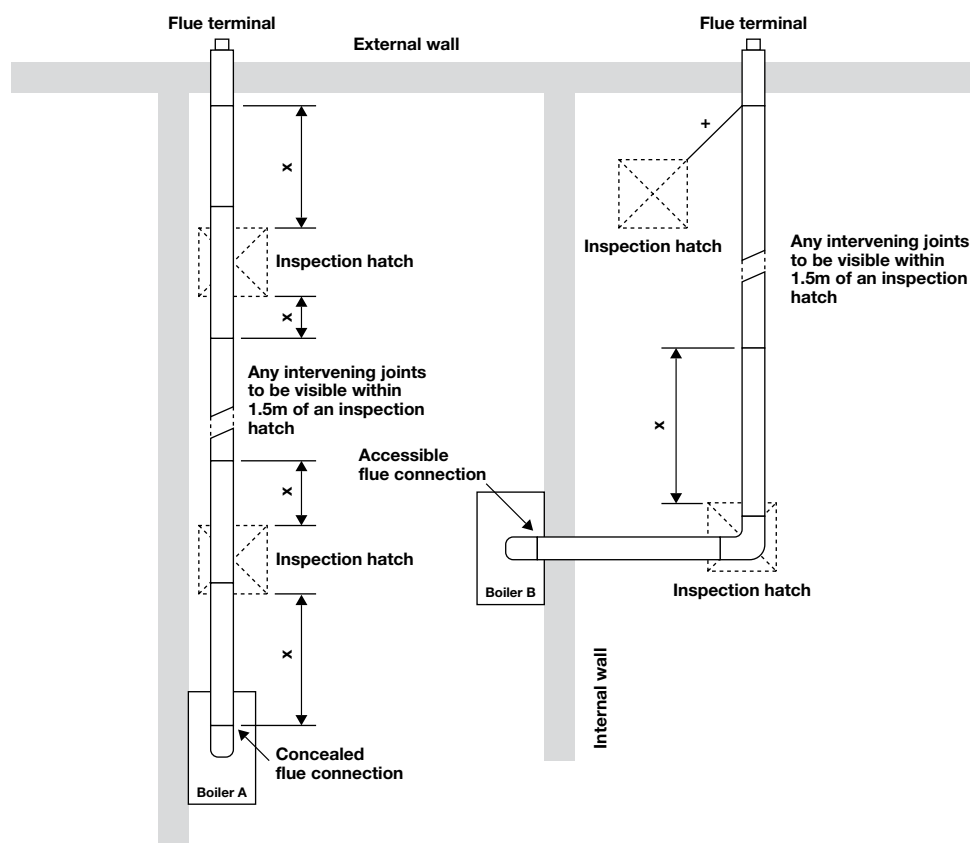 Flue terminal
External wall
Flue terminal
x
+
Inspection hatch
Inspection hatch
Any intervening joints
to be visible within
1.5m of an inspection
hatch
x
Any intervening joints
to be visible within
1.5m of an inspection
hatch
x
Accessible
flue connection
x
Inspection hatch
Boiler B
Inspection hatch
x
Internal wall
Concealed
flue connection
Boiler A